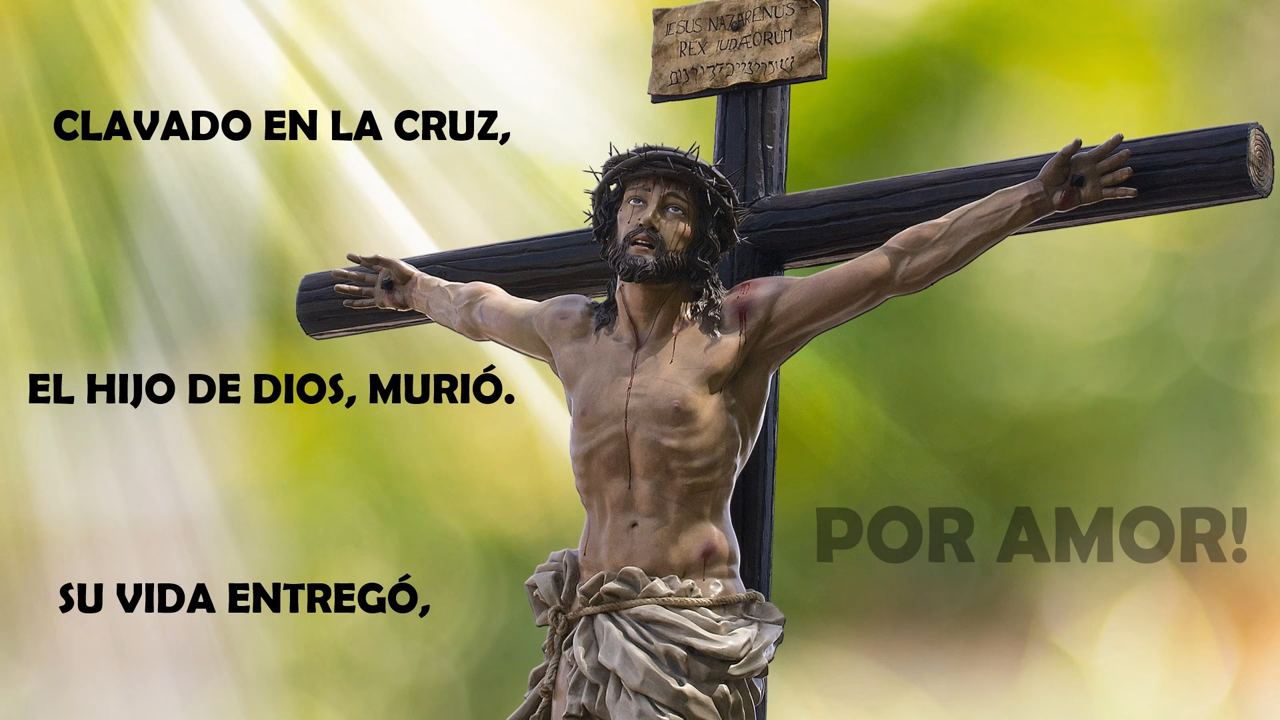 JESUS NAZARENUS
REX IUDÆORUM
CLAVADO EN LA CRUZ,
EL HIJO DE DIOS, MURIÓ.
POR AMOR!
SU VIDA ENTREGÓ,